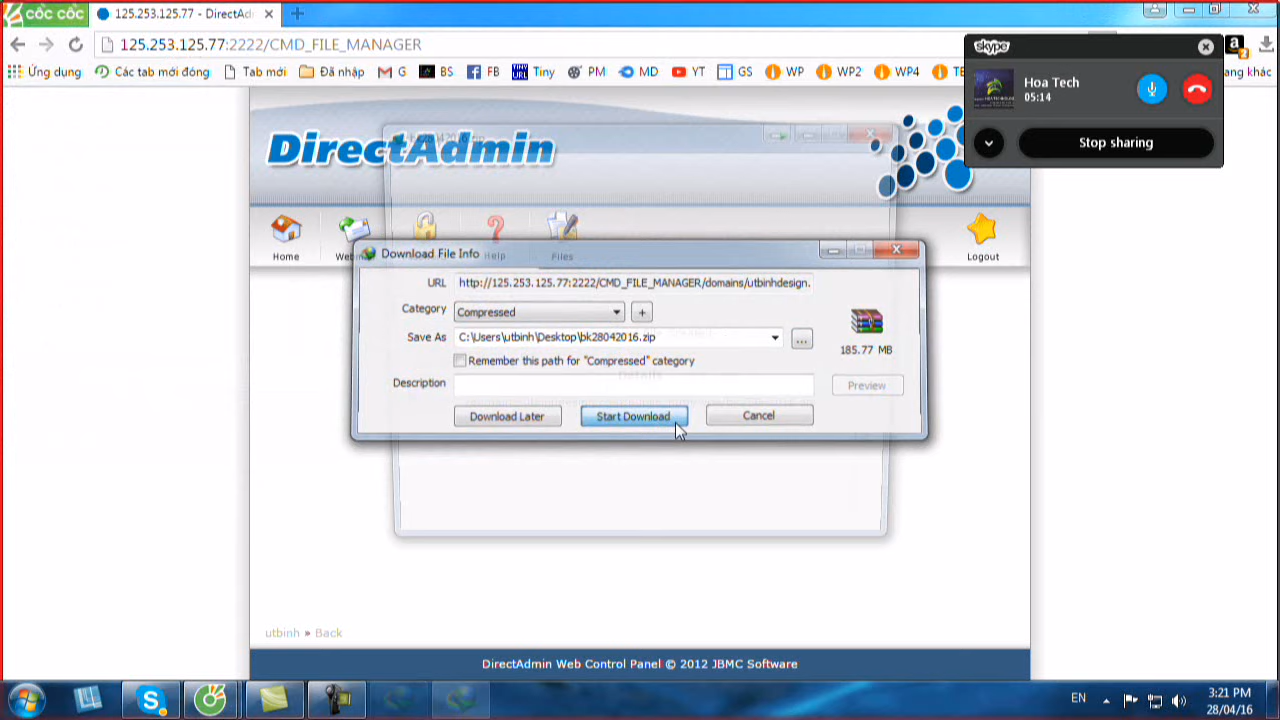 cốc cốc
125.253.125.77 - DirectAd
125.253.125.77:2222/CMD_FILE_MANAGER
Ứng dụng Các tab mới đóng Tab mới Đã nhập G BS FB Tiny PM MD YT GS WP WP2 WP4 ang khác
skype
Hoa Tech
05:14
Stop sharing
DirectAdmin
Home Help Files Logout
Download File Info
URL http://125.253.125.77:2222/CMD_FILE_MANAGER/domains/utbinhdesign.
Category Compressed +
Save As C:\Users\utbinh\Desktop\bk28042016.zip ...
185.77 MB
Remember this path for "Compressed" category
Description Preview
Download Later Start Download Cancel
utbinh » Back
DirectAdmin Web Control Panel © 2012 JBMC Software
EN 3:21 PM
28/04/16